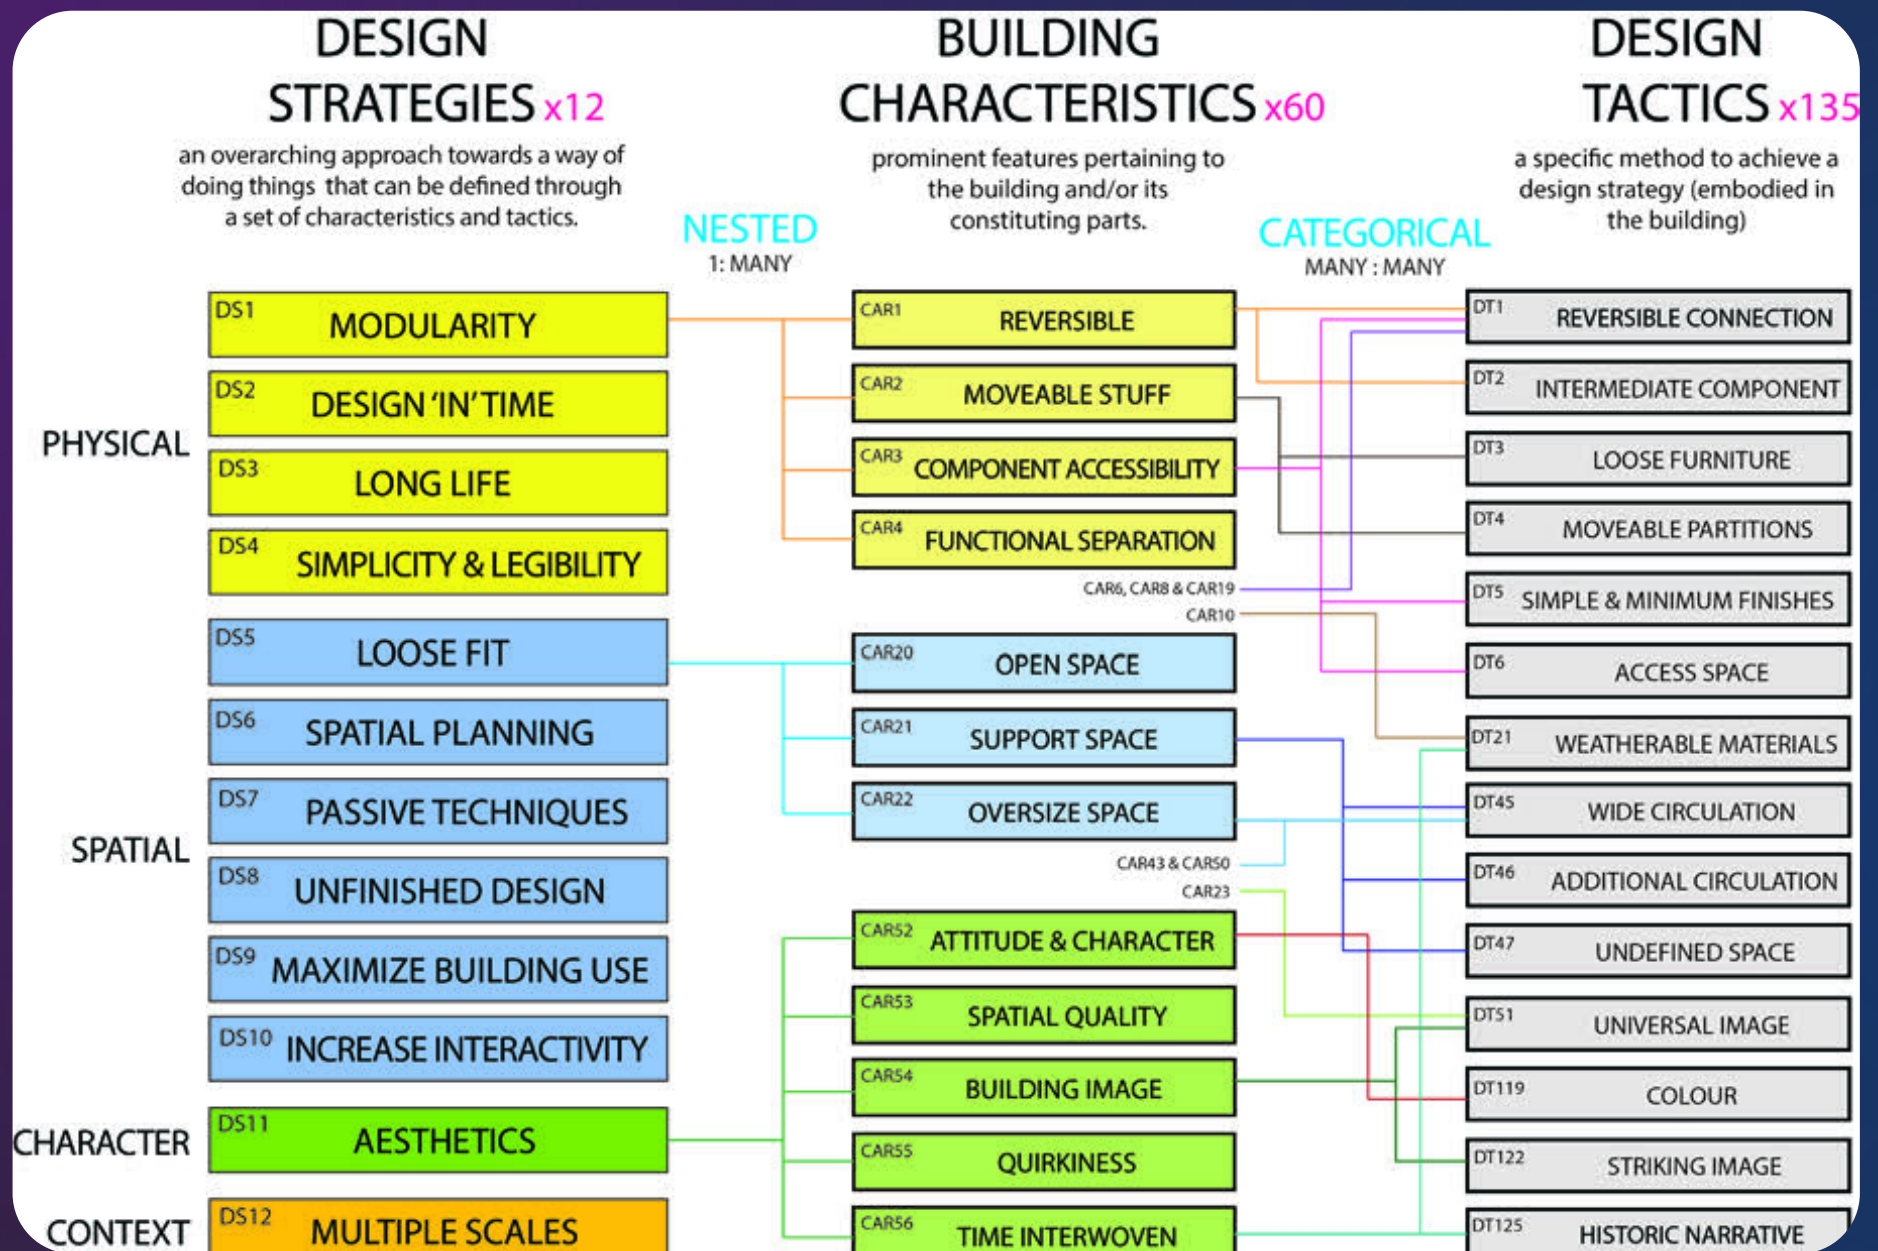 DESIGN
STRATEGIES x12
an overarching approach towards a way of
doing things that can be defined through
a set of characteristics and tactics.
BUILDING
CHARACTERISTICS x60
prominent features pertaining to
the building and/or its
constituting parts.
DESIGN
TACTICS x135
a specific method to achieve a
design strategy (embodied in
the building)
NESTED
1: MANY
CATEGORICAL
MANY : MANY
PHYSICAL
DS1 MODULARITY
DS2 DESIGN 'IN' TIME
DS3 LONG LIFE
DS4 SIMPLICITY & LEGIBILITY
SPATIAL
DS5 LOOSE FIT
DS6 SPATIAL PLANNING
DS7 PASSIVE TECHNIQUES
DS8 UNFINISHED DESIGN
DS9 MAXIMIZE BUILDING USE
DS10 INCREASE INTERACTIVITY
CHARACTER
DS11 AESTHETICS
CONTEXT
DS12 MULTIPLE SCALES
CAR1 REVERSIBLE
CAR2 MOVEABLE STUFF
CAR3 COMPONENT ACCESSIBILITY
CAR4 FUNCTIONAL SEPARATION
CAR6, CAR8 & CAR19
CAR10
CAR20 OPEN SPACE
CAR21 SUPPORT SPACE
CAR22 OVERSIZE SPACE
CAR43 & CAR50
CAR23
CAR52 ATTITUDE & CHARACTER
CAR53 SPATIAL QUALITY
CAR54 BUILDING IMAGE
CAR55 QUIRKINESS
CAR56 TIME INTERWOVEN
DT1 REVERSIBLE CONNECTION
DT2 INTERMEDIATE COMPONENT
DT3 LOOSE FURNITURE
DT4 MOVEABLE PARTITIONS
DT5 SIMPLE & MINIMUM FINISHES
DT6 ACCESS SPACE
DT21 WEATHERABLE MATERIALS
DT45 WIDE CIRCULATION
DT46 ADDITIONAL CIRCULATION
DT47 UNDEFINED SPACE
DT51 UNIVERSAL IMAGE
DT119 COLOUR
DT122 STRIKING IMAGE
DT125 HISTORIC NARRATIVE